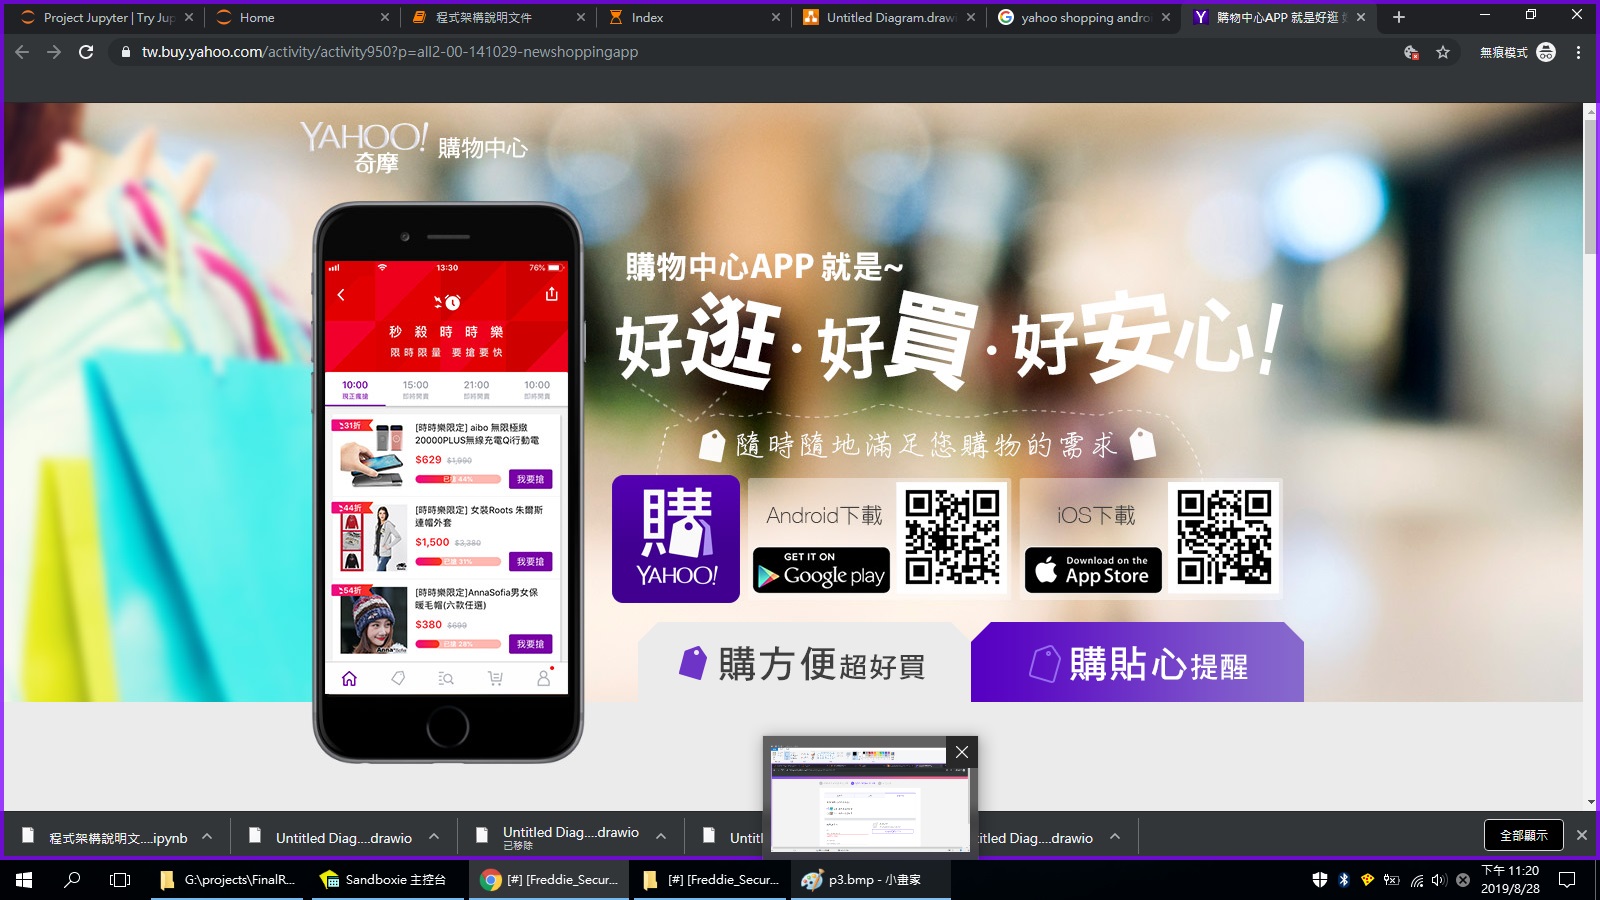 Project Jupyter | Try Jup
Home
程式架構說明文件
Index
Untitled Diagram.draw
yahoo shopping andro
購物中心APP 就是好逛
tw.buy.yahoo.com/activity/activity950?p=all2-00-141029-newshoppingapp
無痕模式
YAHOO!
奇摩
購物中心
13:30
76%
秒殺時時樂
限時限量 要搶要快
10:00
15:00
21:00
10:00
現正瘋搶
即將開賣
即將開賣
即將開賣
31折
[時時樂限定] aibo 無限極緻
20000PLUS無線充電Qi行動電
$629 $1,990
已搶 44%
我要搶
44折
[時時樂限定] 女裝Roots 朱爾斯
連帽外套
$1,500 $3,380
已搶 31%
我要搶
54折
[時時樂限定]AnnaSofia男女保
暖毛帽(六款任選)
$380 $699
已搶 28%
我要搶
購物中心APP 就是~
好逛·好買·好安心!
隨時隨地滿足您購物的需求
購
YAHOO!
Android下載
GET IT ON
Google play
iOS下載
Download on the
App Store
購方便超好買
購貼心提醒
程式架構說明文....ipynb
Untitled Diag....drawio
Untitled Diag....drawio
已移除
Untit
titled Diag....drawio
全部顯示
G:\projects\FinalR...
Sandboxie 主控台
[#] [Freddie_Secur...
[#] [Freddie_Secur...
p3.bmp - 小畫家
下午 11:20
2019/8/28